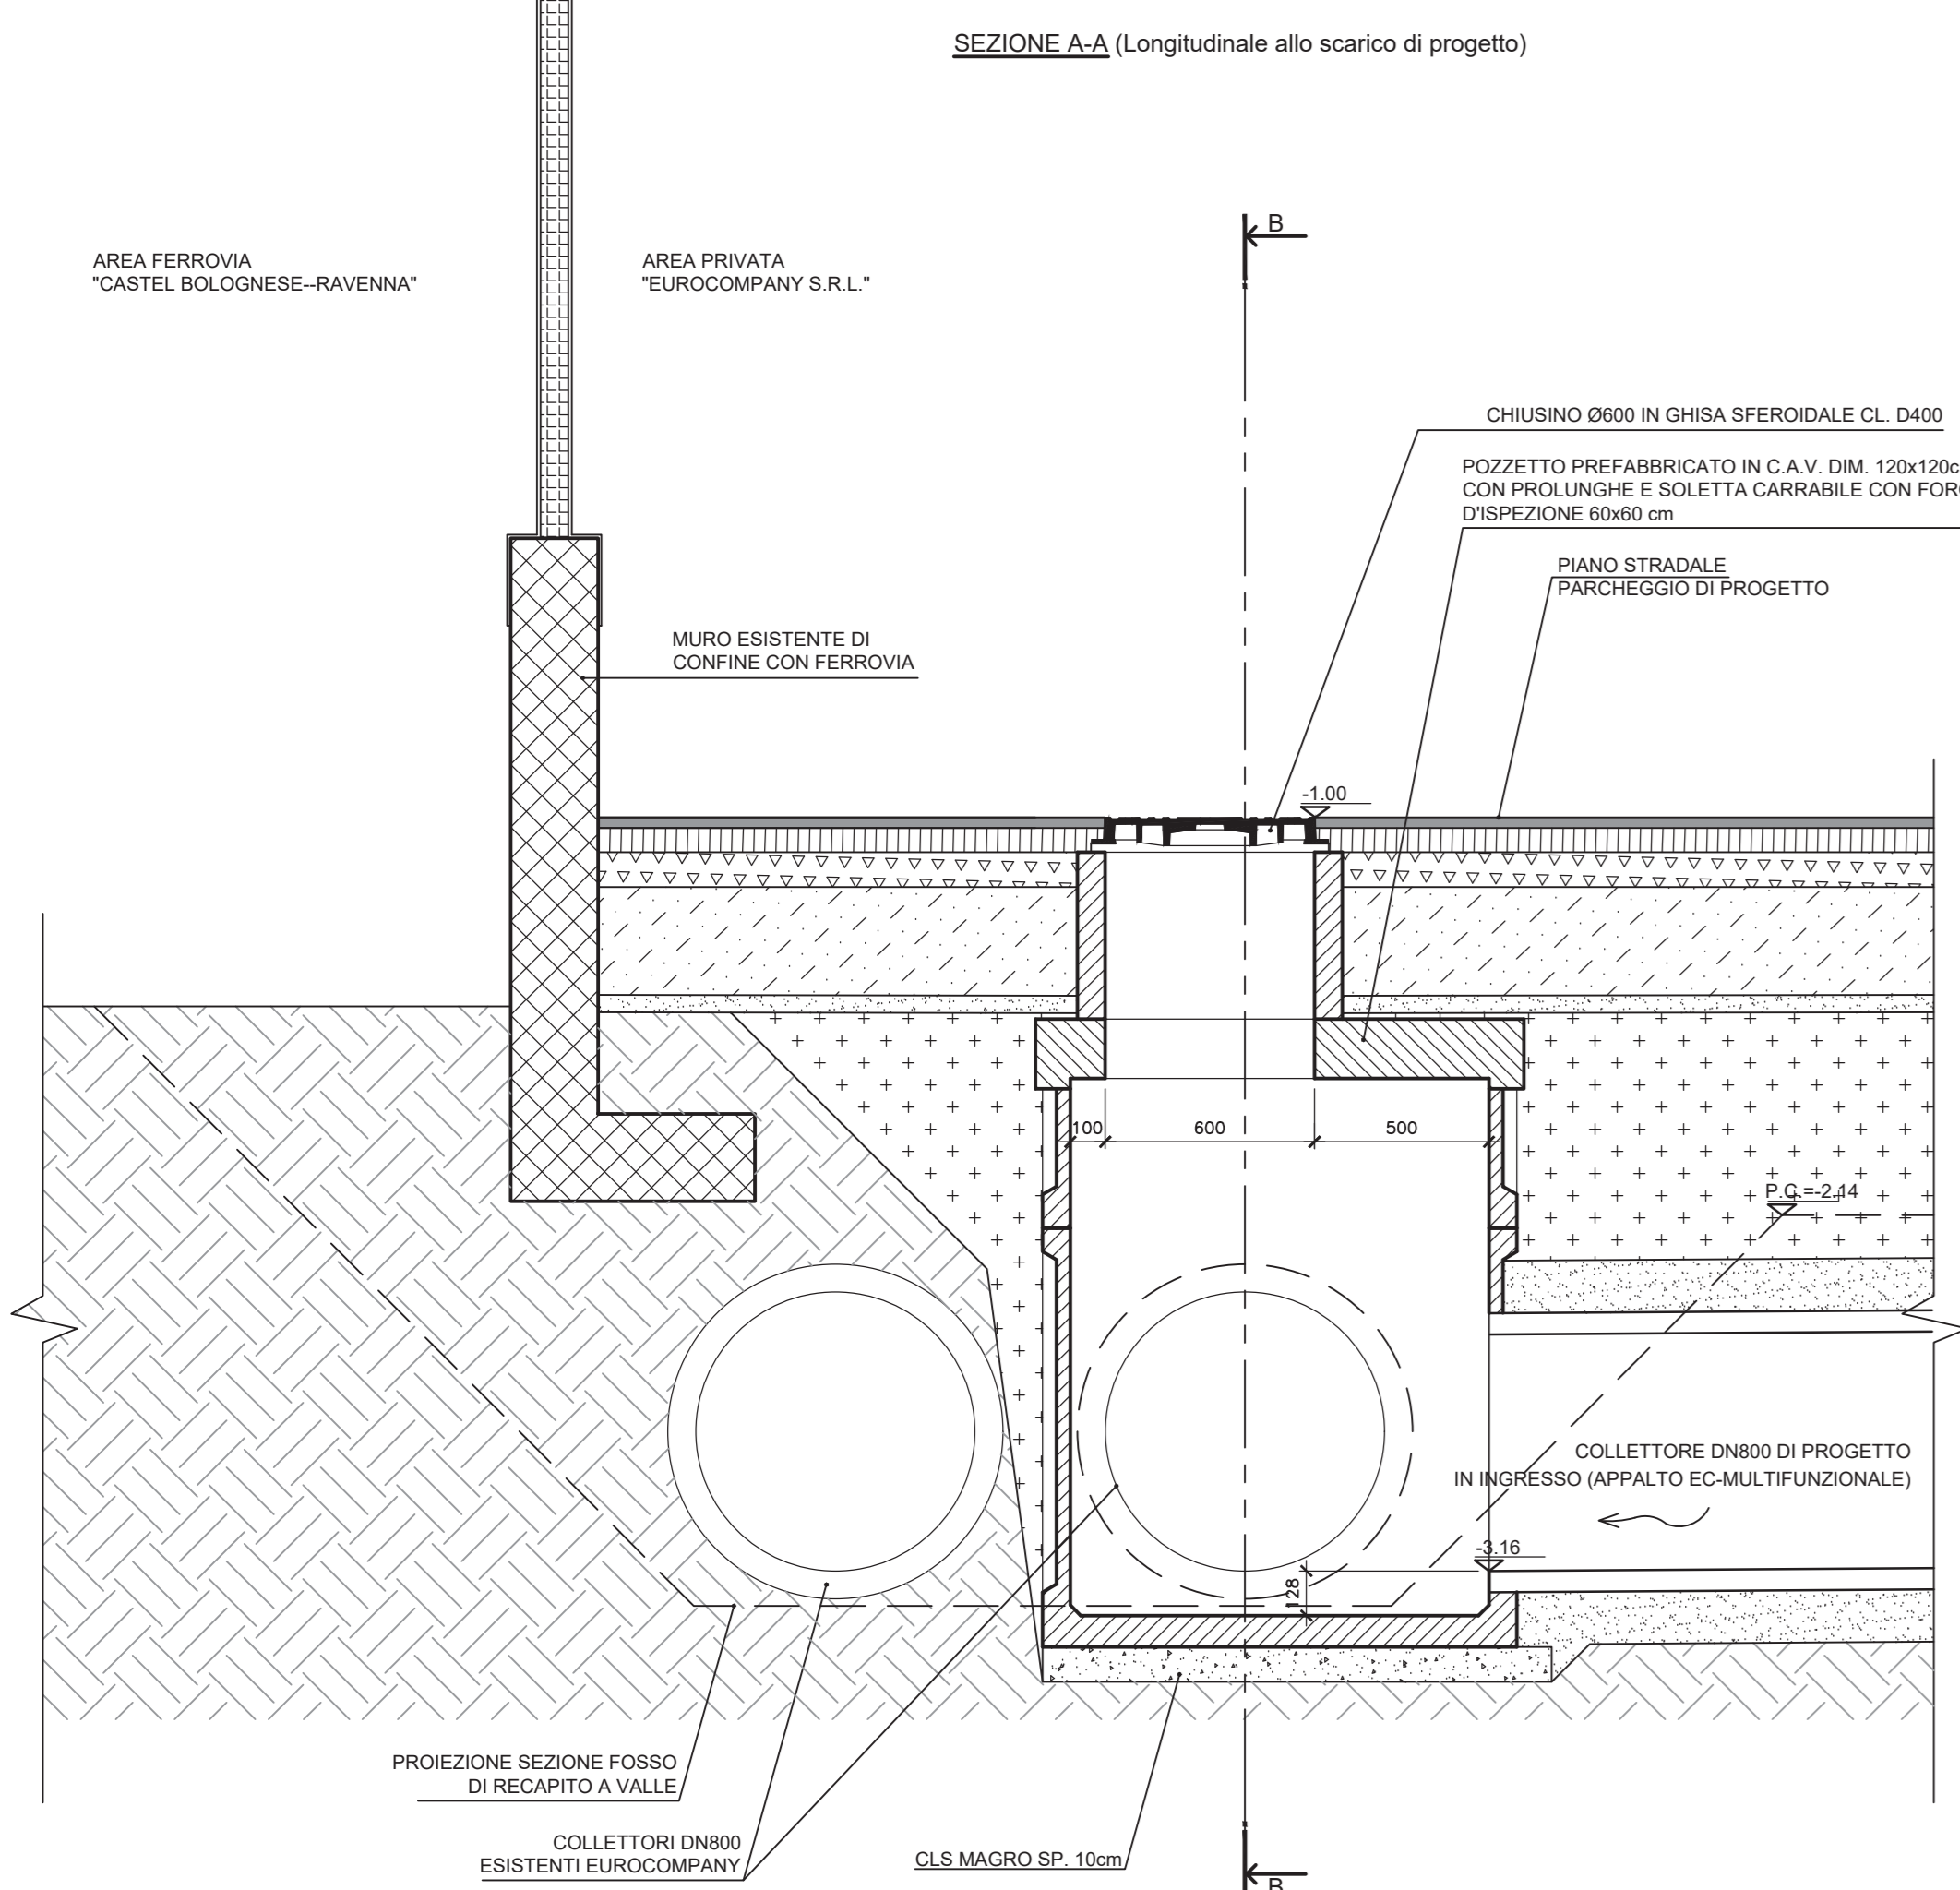 SEZIONE A-A (Longitudinale allo scarico di progetto)
B
AREA FERROVIA
"CASTEL BOLOGNESE--RAVENNA"
AREA PRIVATA
"EUROCOMPANY S.R.L."
CHIUSINO Ø600 IN GHISA SFEROIDALE CL. D400
POZZETTO PREFABBRICATO IN C.A.V. DIM.
CON PROLUNGHE E SOLETTA CARRABILE CON
D'ISPEZIONE 60x60 cm
PIANO STRADALE
PARCHEGGIO DI PROGETTO
MURO ESISTENTE DI
CONFINE CON FERROVIA
-1.00
100 600 500
P.C.=-2.14
COLLETTORE DN800 DI PROGETTO
IN INGRESSO (APPALTO EC-MULTIFUNZIONALE)
-3.16
128
PROIEZIONE SEZIONE FOSSO
DI RECAPITO A VALLE
COLLETTORI DN800
ESISTENTI EUROCOMPANY
CLS MAGRO SP. 10cm
B